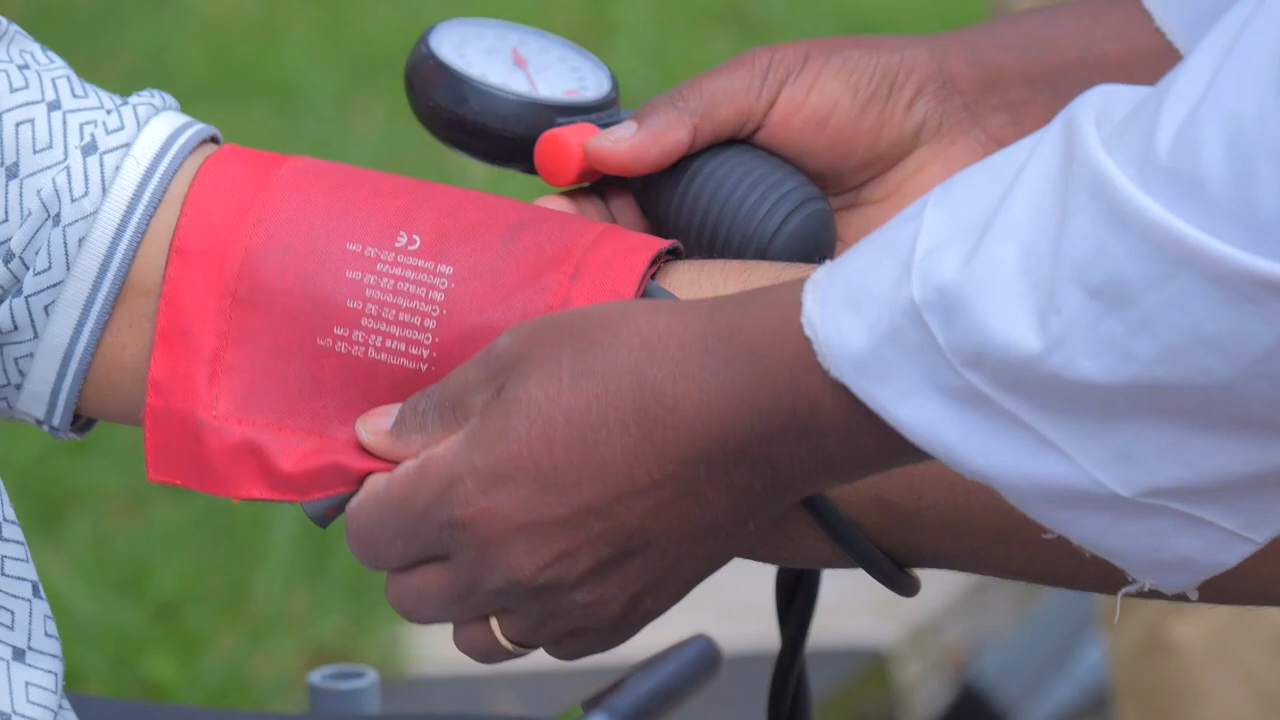 · Armumfang 22-32 cm
· Arm size 22-32 cm
· Circonférence
de bras 22-32 cm
· Circunferencia
del brazo 22-32 cm
· Circonferenza
del braccio 22-32 cm
CE